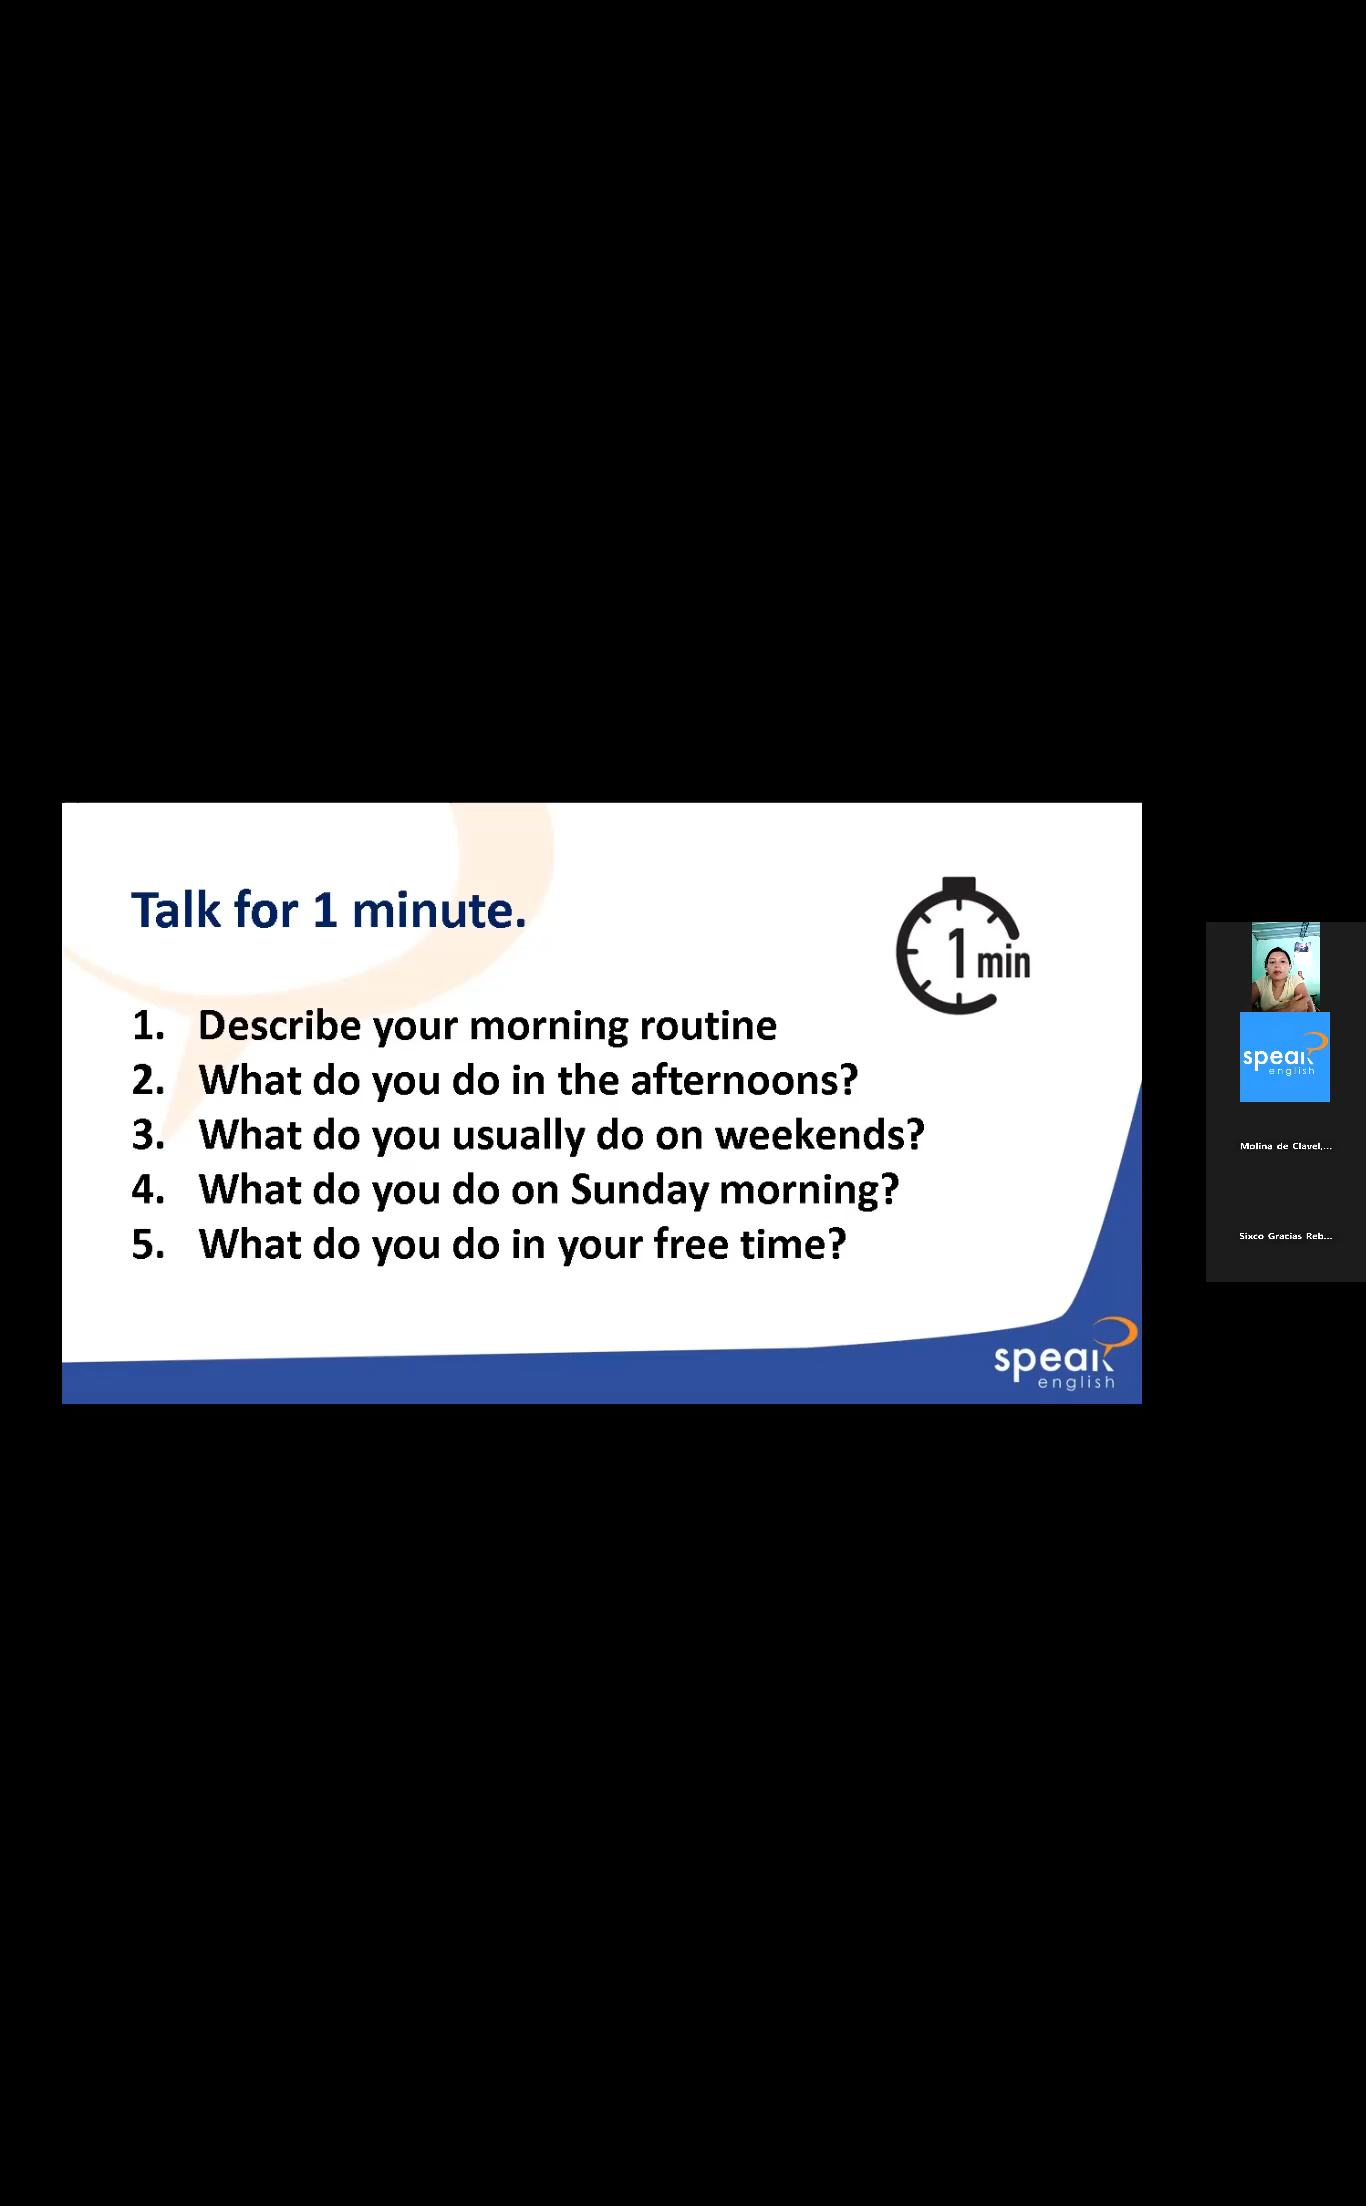 Talk for 1 minute.
1 min
1. Describe your morning routine
2. What do you do in the afternoons?
3. What do you usually do on weekends?
4. What do you do on Sunday morning?
5. What do you do in your free time?
speak
english
speak
english
Molina de Clavel,...
Sixco Gracias Reb...